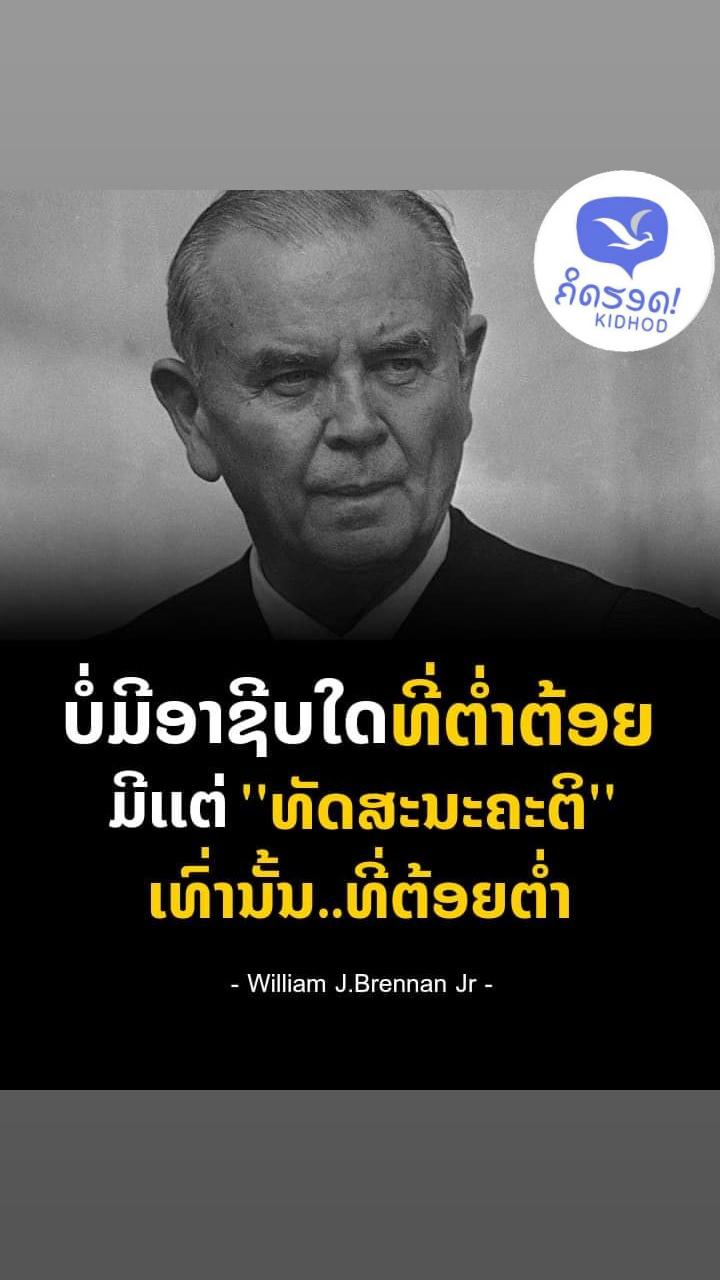 ຄິດຮອດ!
KIDHOD
ບໍ່ມີອາຊີບໃດທີ່ຕໍ່າຕ້ອຍ
ມີແຕ່ "ທັດສະນະຄະຕິ"
ເທົ່ານັ້ນ..ທີ່ຕ້ອຍຕໍ່າ
- William J.Brennan Jr -